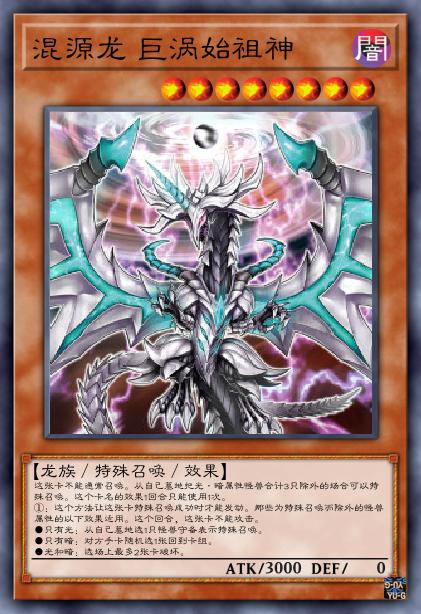 混源龙 巨涡始祖神
闇
【龙族／特殊召唤／效果】
这张卡不能通常召唤。从自己墓地把光·暗属性怪兽合计3只除外的场合可以特
殊召唤。这个卡名的效果1回合只能使用1次。
①：这个方法让这张卡特殊召唤成功时才能发动。那些为特殊召唤而除外的怪兽
属性的以下效果适用。这个回合，这张卡不能攻击。
●只有光：从自己墓地选1只怪兽守备表示特殊召唤。
●只有暗：对方手卡随机选1张回到卡组。
●光和暗：选场上最多2张卡破坏。
ATK/3000 DEF/ 0